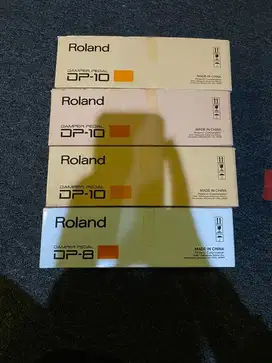 Roland
DAMPER PEDAL
DP-10
MADE IN CHINA
Roland
DAMPER PEDAL
DP-10
MADE IN CHINA
Roland
DAMPER PEDAL
DP-10
MADE IN CHINA
Roland
DAMPER PEDAL
DP-8
MADE IN CHINA